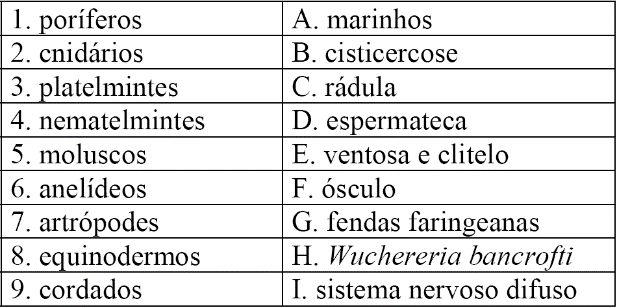 1. poríferos A. marinhos
2. cnidários B. cisticercose
3. platelmintes C. rádula
4. nematelmintes D. espermateca
5. moluscos E. ventosa e clitelo
6. anelídeos F. ósculo
7. artrópodes G. fendas faringeanas
8. equinodermos H. Wuchereria bancrofti
9. cordados I. sistema nervoso difuso